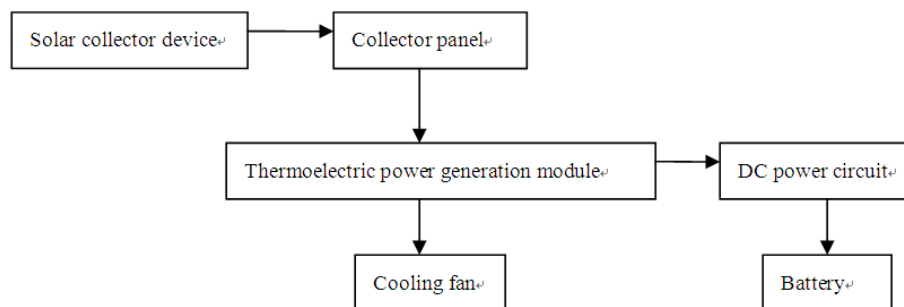 Solar collector device
Collector panel
Thermoelectric power generation module
DC power circuit
Cooling fan
Battery